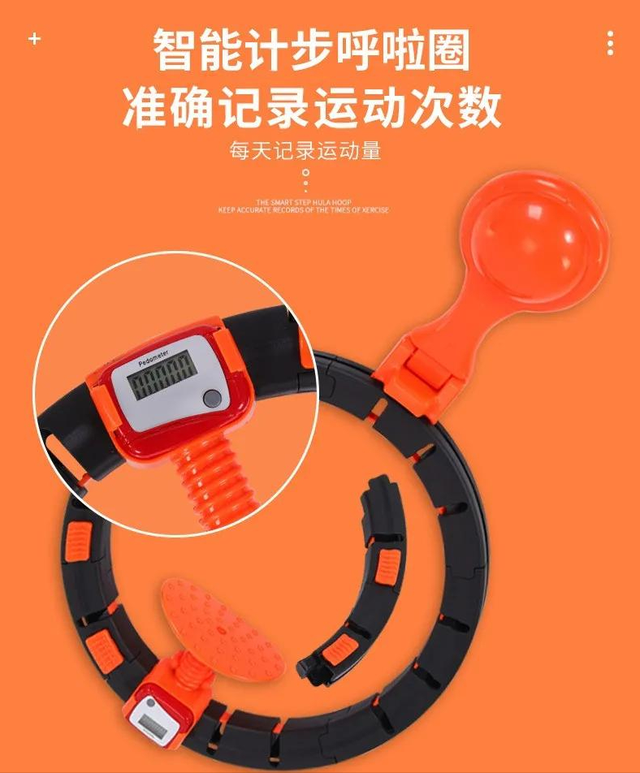 智能计步呼啦圈
准确记录运动次数
每天记录运动量
THE SMART STEP HULA HOOP
KEEP ACCURATE RECORDS OF THE TIMES OF XERCISE
Pedometer
00000